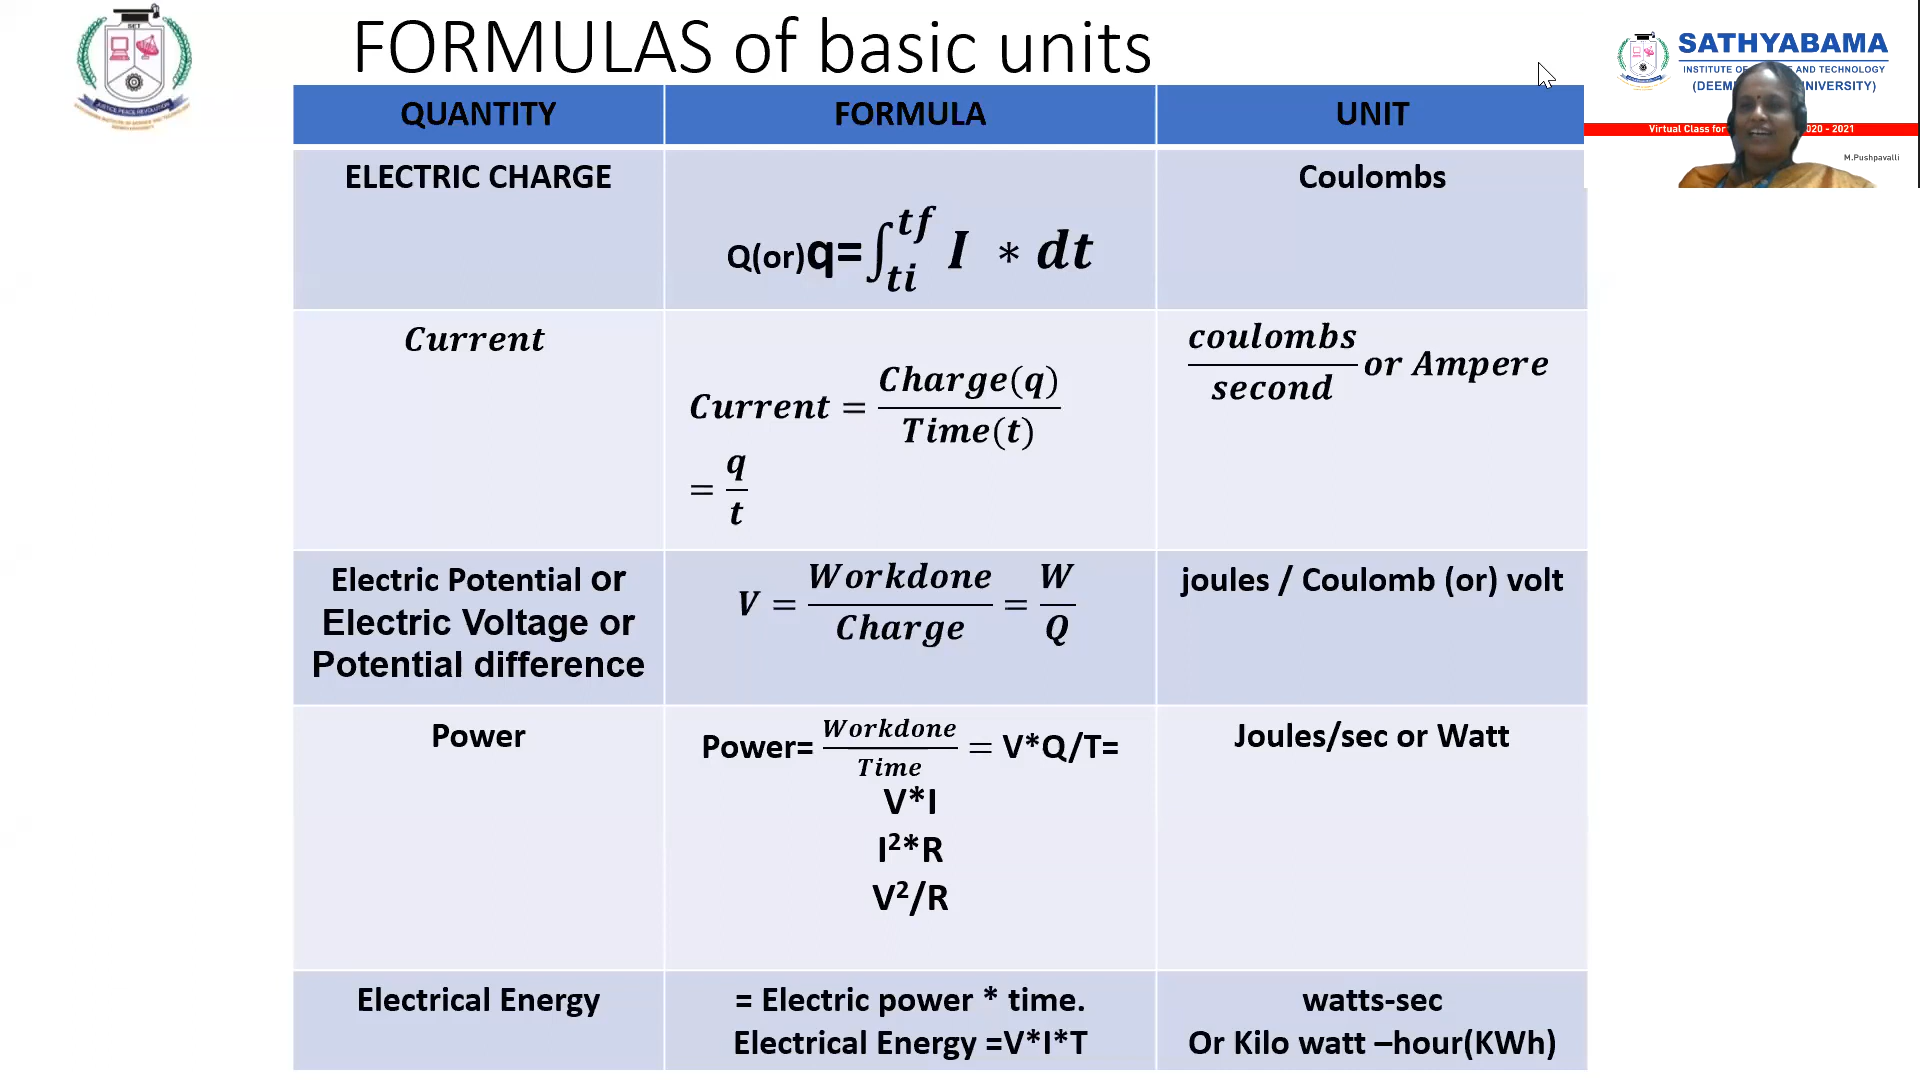 FORMULAS of basic units
SATHYABAMA
INSTITUTE OF AND TECHNOLOGY
(DEEM NIVERSITY)
Virtual Class for 020 - 2021
M.Pushpavalli
SET
QUANTITY FORMULA UNIT
ELECTRIC CHARGE
Q(or)q=∫ti^tf I * dt
Coulombs
Current
Current = Charge(q)/Time(t)
= q/t
coulombs/second or Ampere
Electric Potential or
Electric Voltage or
Potential difference
V = Workdone/Charge = W/Q
joules / Coulomb (or) volt
Power
Power= Workdone/Time = V*Q/T=
V*I
I²*R
V²/R
Joules/sec or Watt
Electrical Energy
= Electric power * time.
Electrical Energy =V*I*T
watts-sec
Or Kilo watt –hour(KWh)